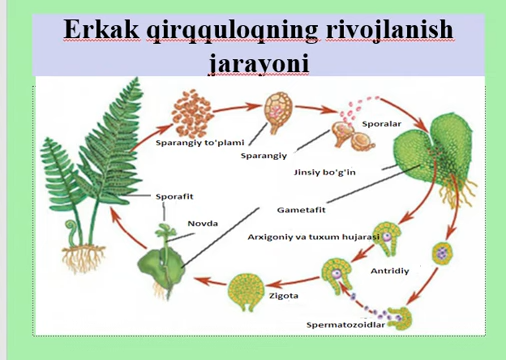 Erkak qirqquloqning rivojlanish
jarayoni
Sporalar
Sparangiy to'plami
Sparangiy
Jinsiy bo'g'in
Sporafit
Gametafit
Novda
Arxigoniy va tuxum hujarasi
Antridiy
Zigota
Spermatozoidlar